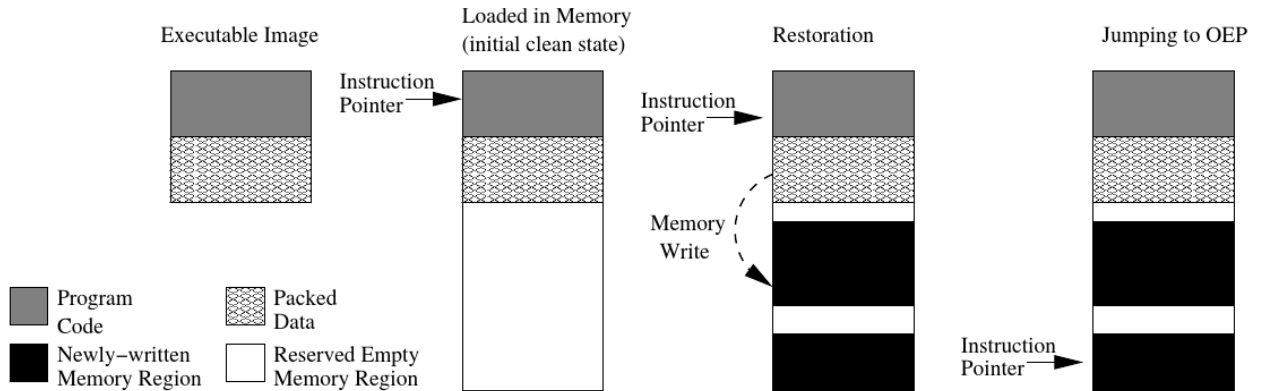 Executable Image
Loaded in Memory
(initial clean state)
Restoration
Jumping to OEP
Instruction
Pointer
Instruction
Pointer
Memory
Write
Instruction
Pointer
Program
Code
Packed
Data
Newly-written
Memory Region
Reserved Empty
Memory Region